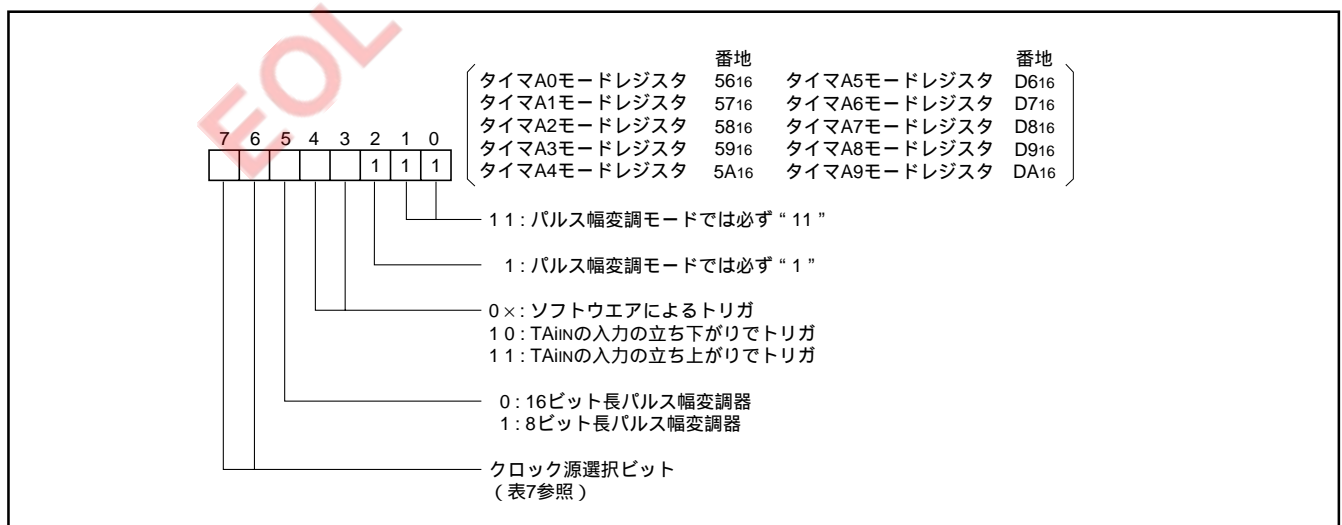 EOL
番地 番地
タイマA0モードレジスタ 5616 タイマA5モードレジスタ D616
タイマA1モードレジスタ 5716 タイマA6モードレジスタ D716
タイマA2モードレジスタ 5816 タイマA7モードレジスタ D816
タイマA3モードレジスタ 5916 タイマA8モードレジスタ D916
タイマA4モードレジスタ 5A16 タイマA9モードレジスタ DA16
7 6 5 4 3 2 1 0
1 1 1
1 1 : パルス幅変調モードでは必ず“ 11 ”
1 : パルス幅変調モードでは必ず“ 1 ”
0 × : ソフトウエアによるトリガ
1 0 : TAiINの入力の立ち下がりでトリガ
1 1 : TAiINの入力の立ち上がりでトリガ
0 : 16ビット長パルス幅変調器
1 : 8ビット長パルス幅変調器
クロック源選択ビット
（表7参照）